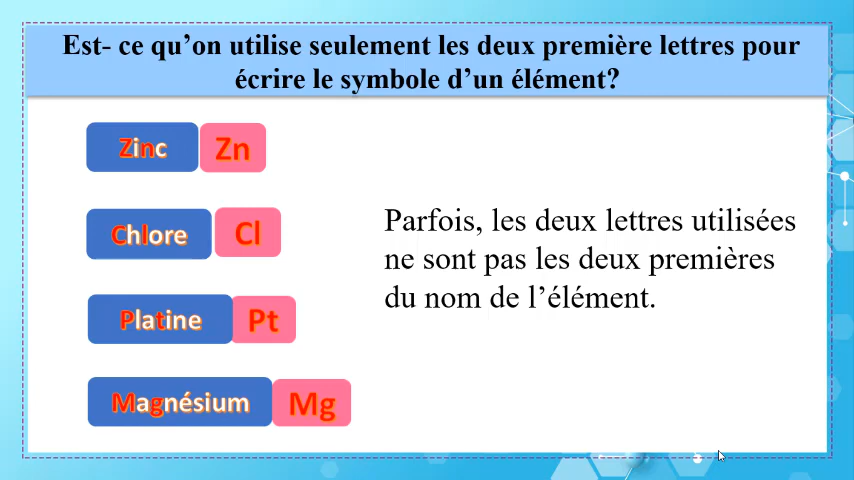 Est- ce qu’on utilise seulement les deux première lettres pour
écrire le symbole d’un élément?
Zinc Zn
Chlore Cl
Platine Pt
Magnésium Mg
Parfois, les deux lettres utilisées
ne sont pas les deux premières
du nom de l’élément.